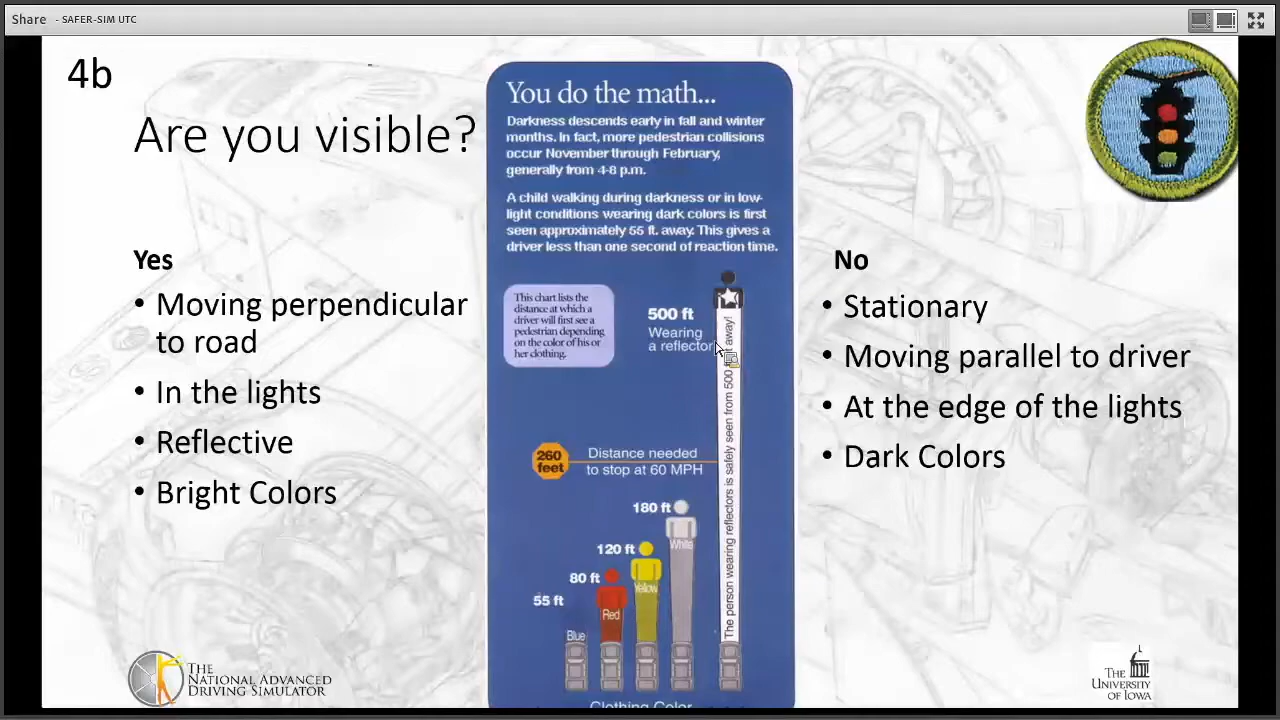 Share - SAFER-SIM UTC
4b
Are you visible?
Yes
• Moving perpendicular
to road
• In the lights
• Reflective
• Bright Colors
You do the math...
Darkness descends early in fall and winter
months. In fact, more pedestrian collisions
occur November through February,
generally from 4-8 p.m.
A child walking during darkness or in low-
light conditions wearing dark colors is first
seen approximately 55 ft. away. This gives a
driver less than one second of reaction time.
This chart lists the
distance at which a
driver will first see a
pedestrian depending
on the color of his or
her clothing.
500 ft
Wearing
a reflector
The person wearing reflectors is safely seen from 500 ft away!
260
feet
Distance needed
to stop at 60 MPH
180 ft
White
120 ft
Yellow
80 ft
Red
55 ft
Blue
Clothing Color
No
• Stationary
• Moving parallel to driver
• At the edge of the lights
• Dark Colors
THE
NATIONAL ADVANCED
DRIVING SIMULATOR
THE
UNIVERSITY
OF IOWA